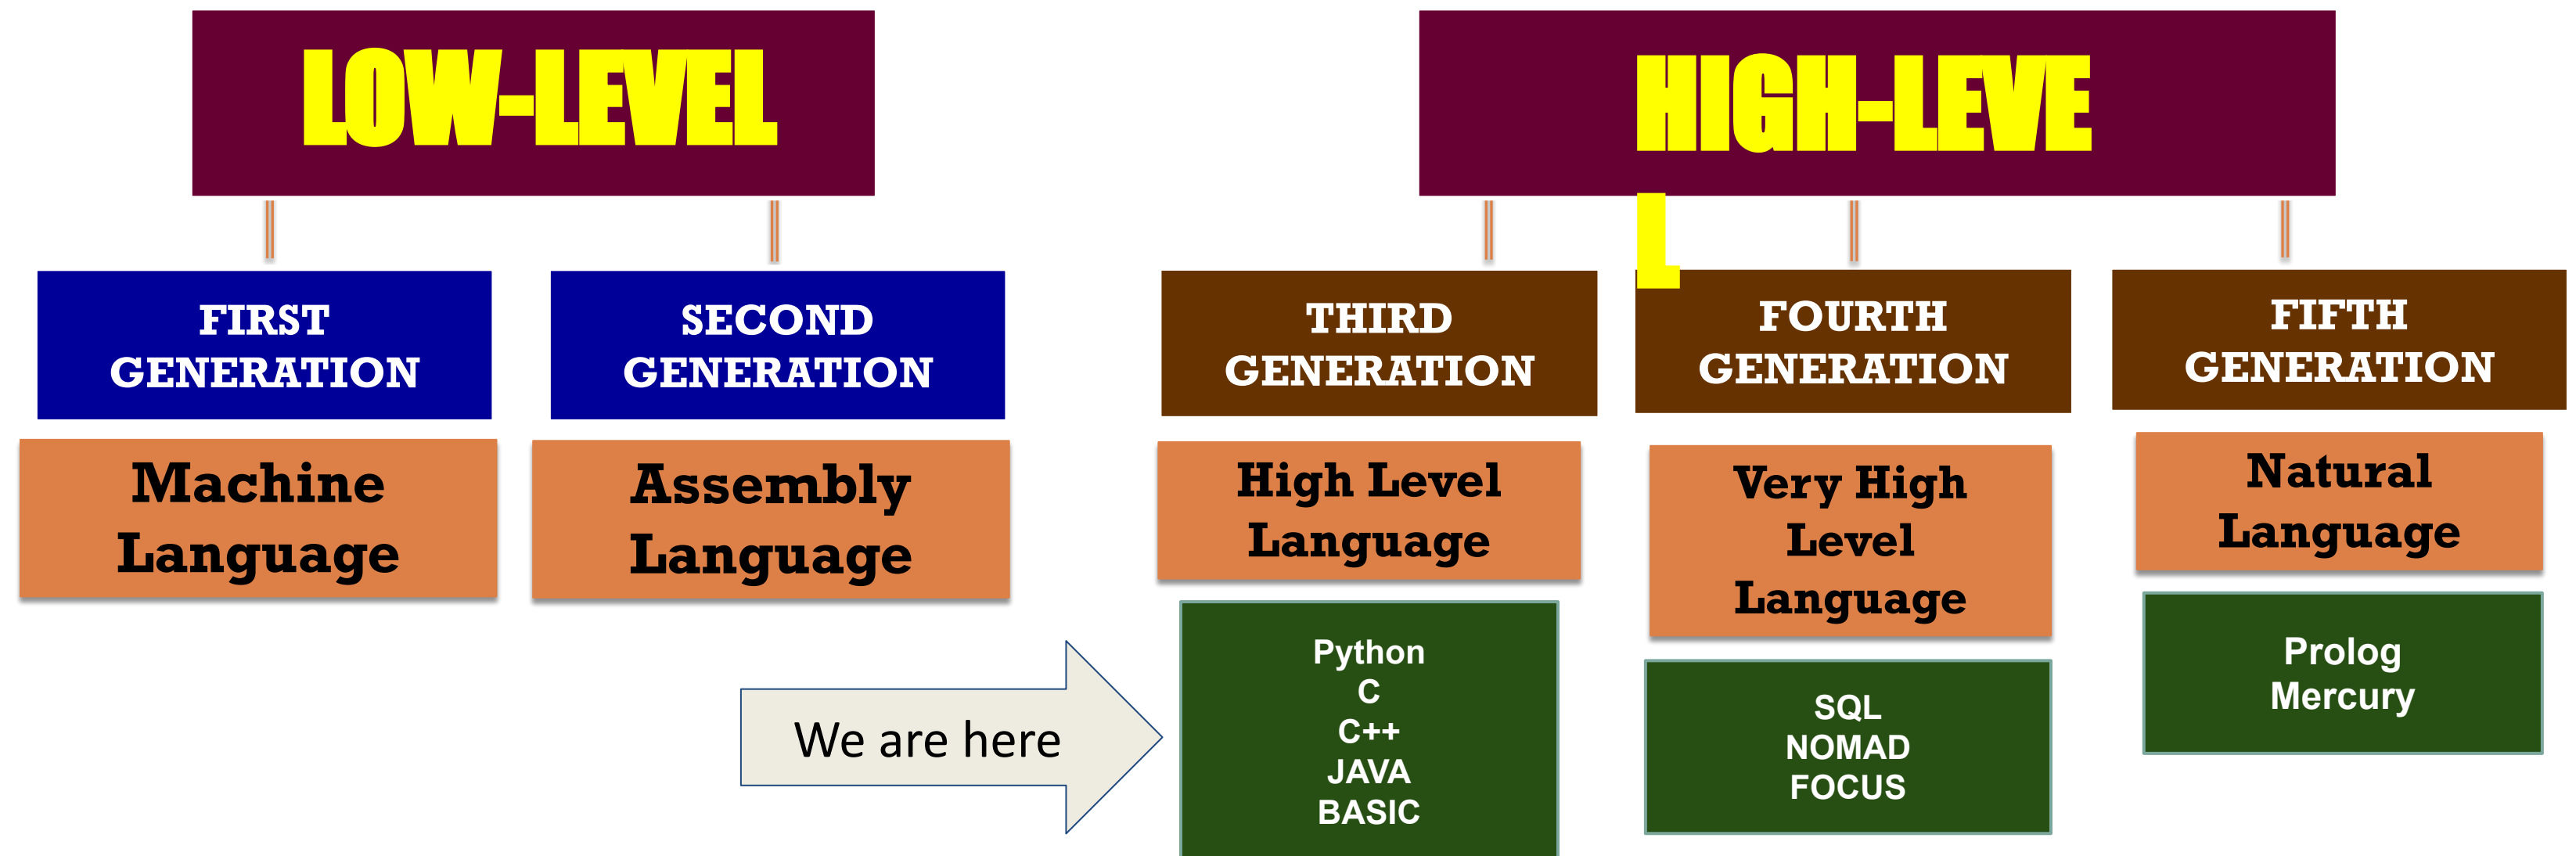 LOW-LEVEL
HIGH-LEVE
L
FIRST
GENERATION
SECOND
GENERATION
THIRD
GENERATION
FOURTH
GENERATION
FIFTH
GENERATION
Machine
Language
Assembly
Language
High Level
Language
Very High
Level
Language
Natural
Language
We are here
Python
C
C++
JAVA
BASIC
SQL
NOMAD
FOCUS
Prolog
Mercury